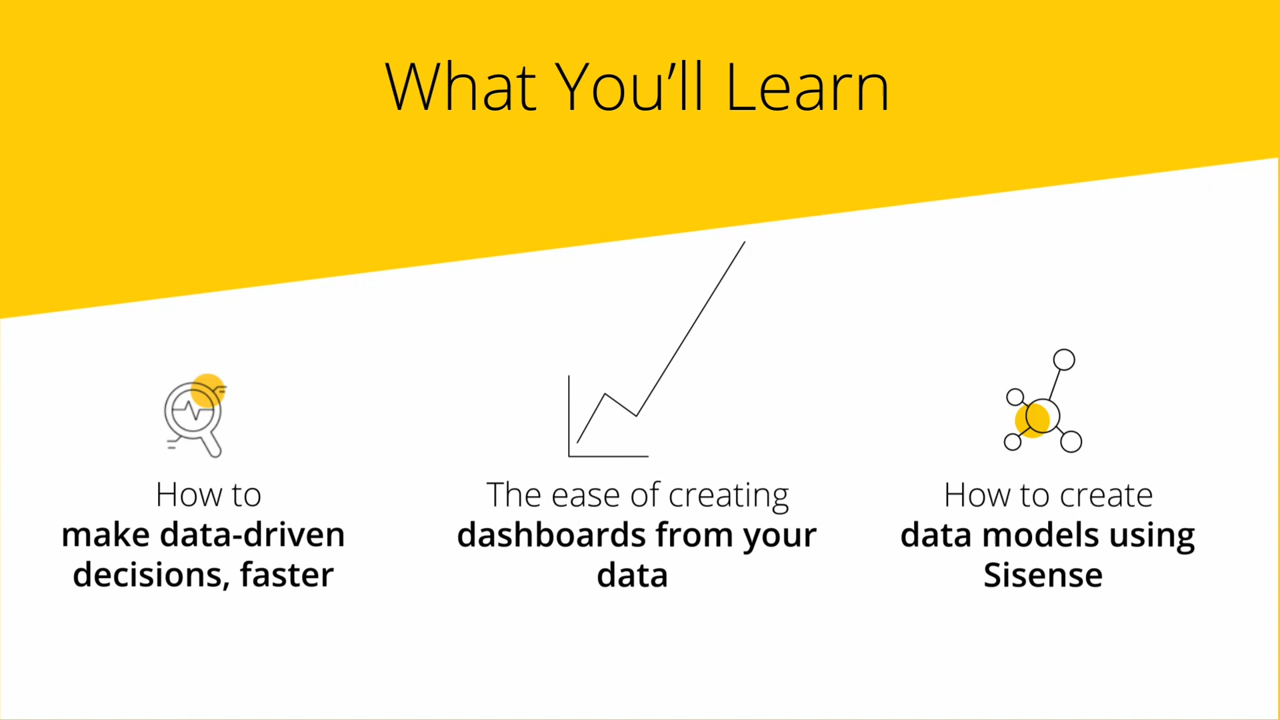 What You’ll Learn
How to
make data-driven
decisions, faster
The ease of creating
dashboards from your
data
How to create
data models using
Sisense